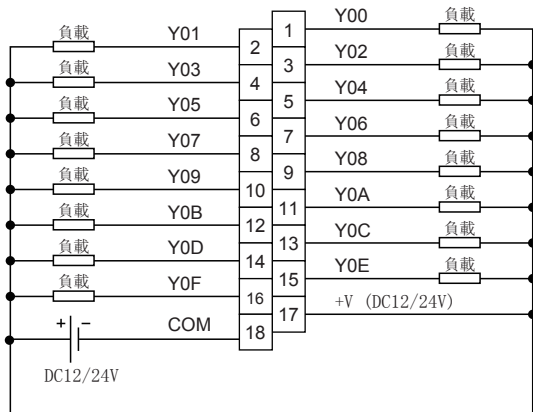 1 Y00 負載
負載 Y01 2
3 Y02 負載
負載 Y03 4
5 Y04 負載
負載 Y05 6
7 Y06 負載
負載 Y07 8
9 Y08 負載
負載 Y09 10
11 Y0A 負載
負載 Y0B 12
13 Y0C 負載
負載 Y0D 14
15 Y0E 負載
負載 Y0F 16
17 +V (DC12/24V)
+ − COM 18
DC12/24V